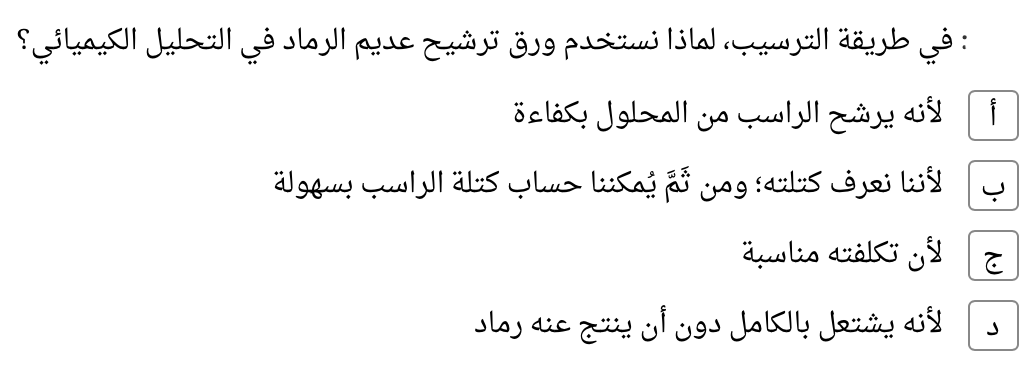 : في طريقة الترسيب، لماذا نستخدم ورق ترشيح عديم الرماد في التحليل الكيميائي؟
أ لأنه يرشح الراسب من المحلول بكفاءة
ب لأننا نعرف كتلته؛ ومن ثَمَّ يُمكننا حساب كتلة الراسب بسهولة
ج لأن تكلفته مناسبة
د لأنه يشتعل بالكامل دون أن ينتج عنه رماد